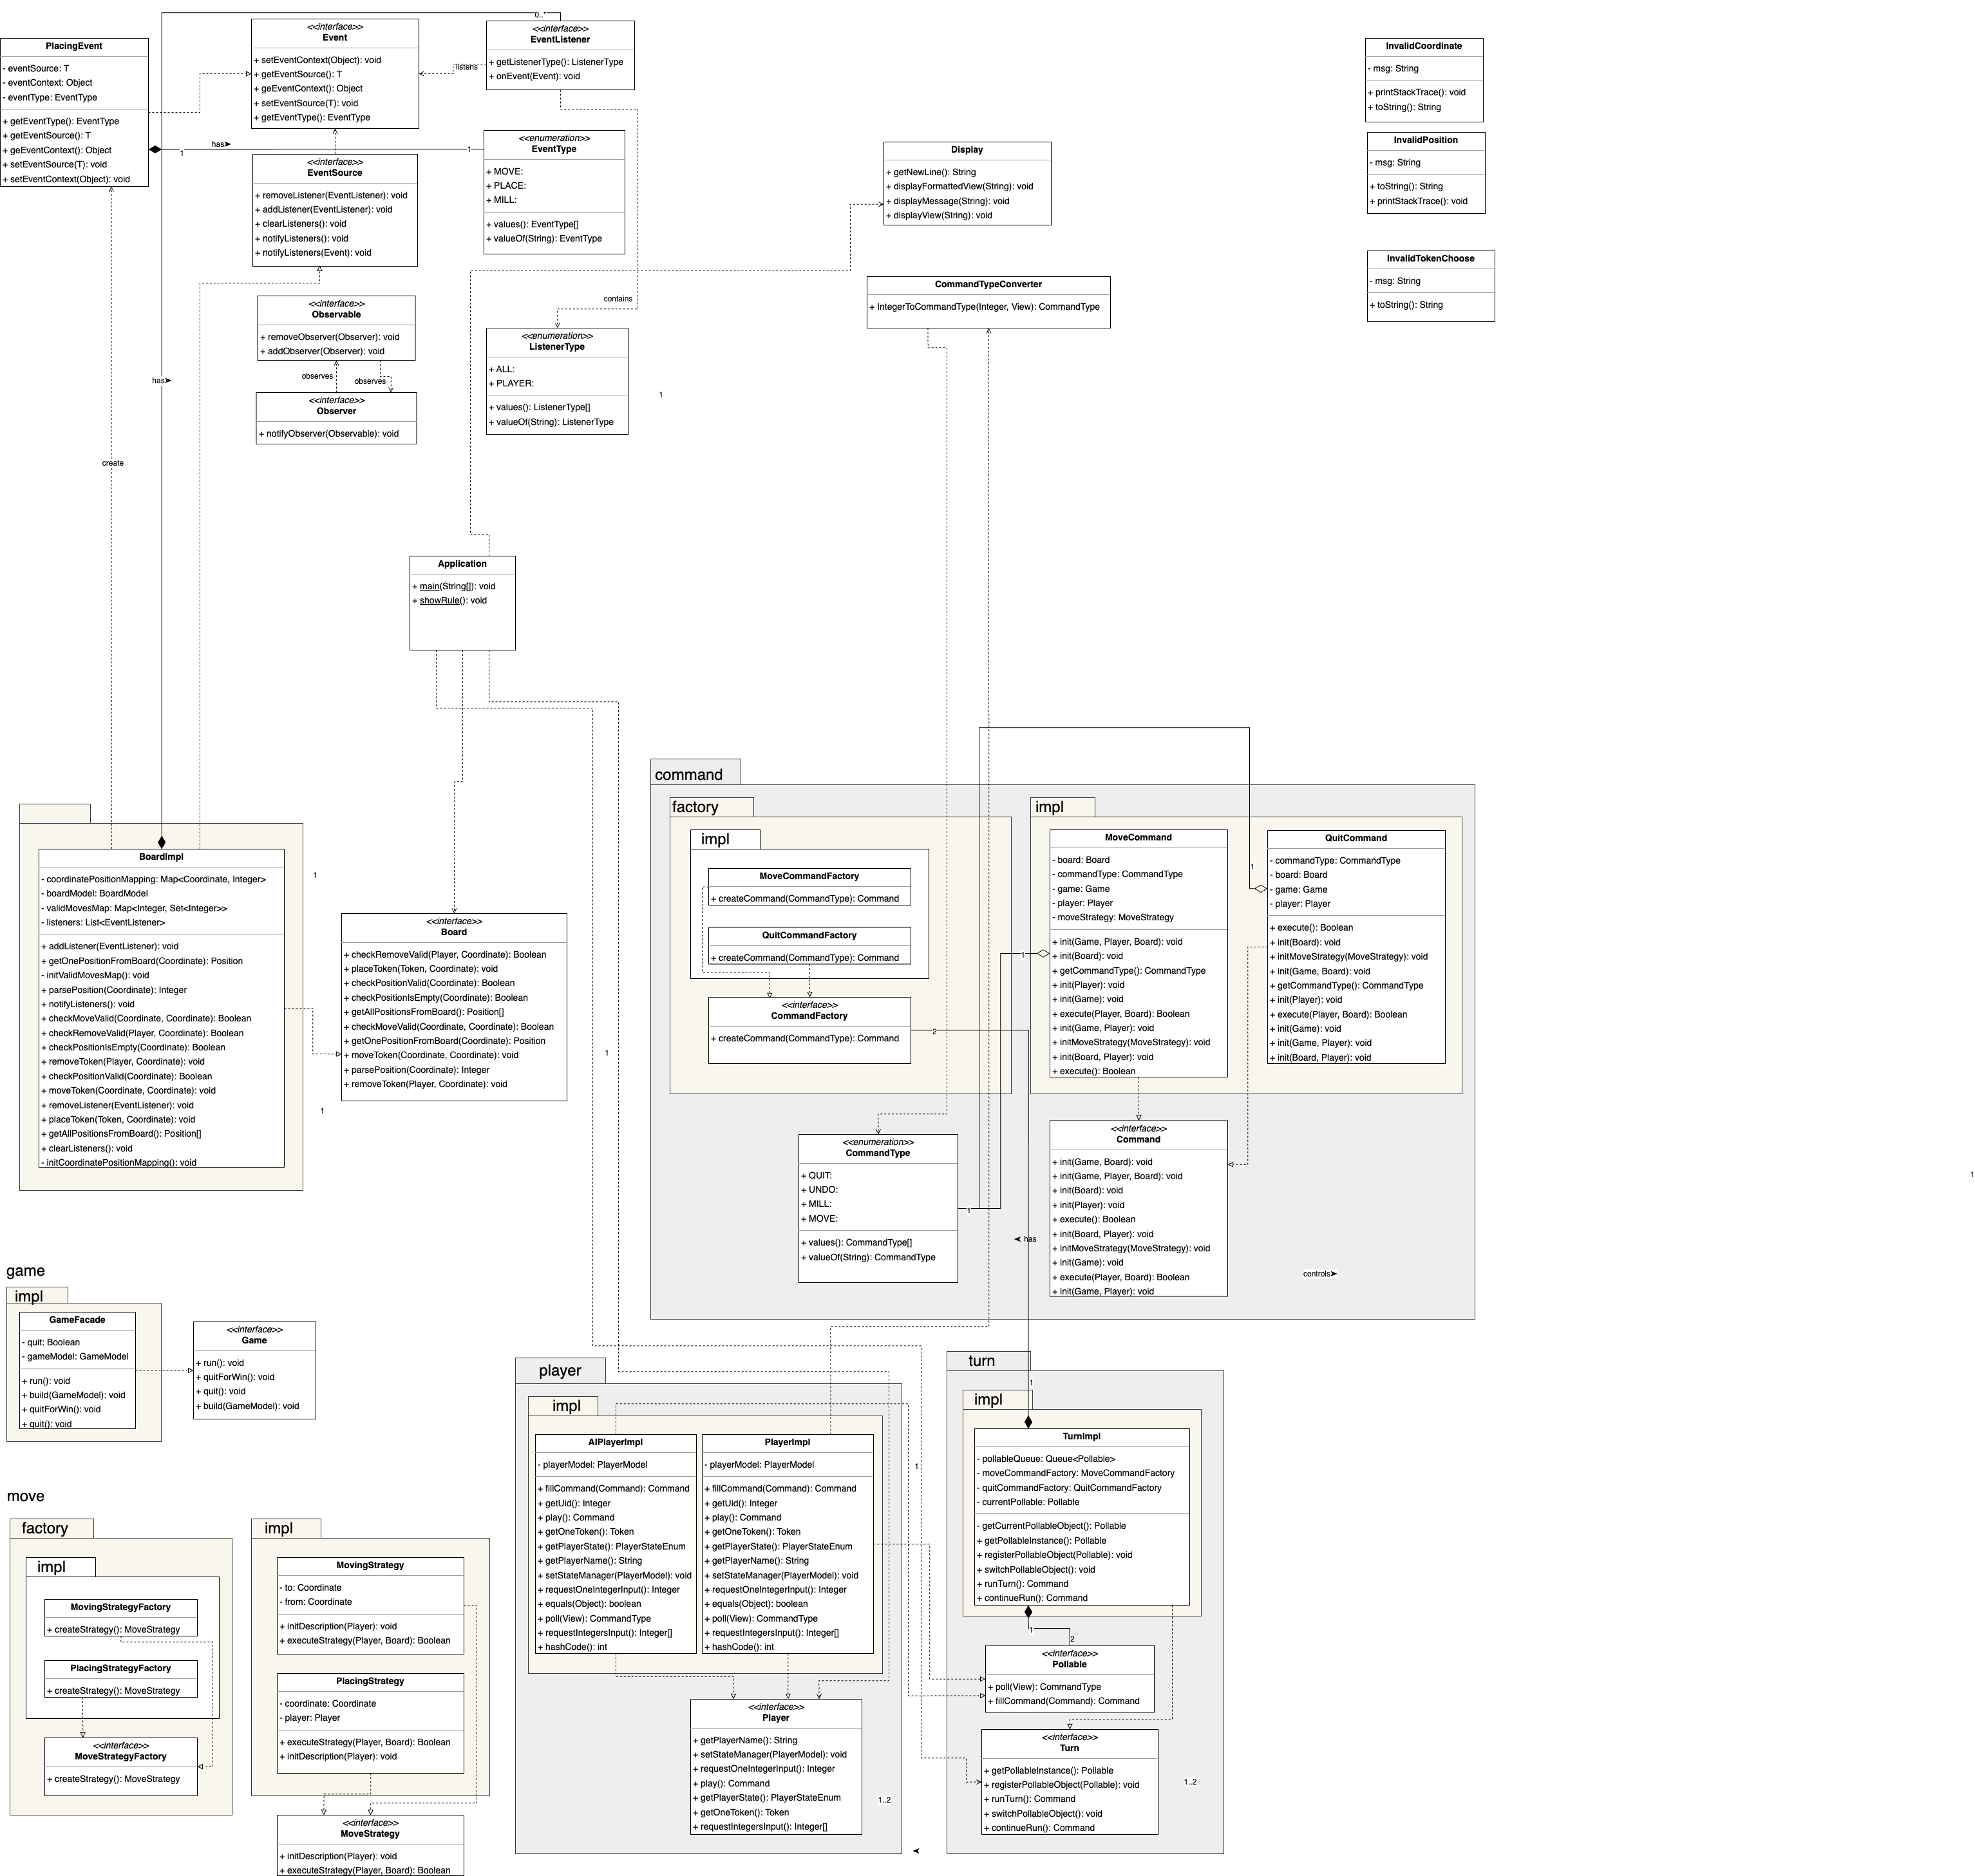 PlacingEvent
- eventSource: T
- eventContext: Object
- eventType: EventType
+ getEventType(): EventType
+ getEventSource(): T
+ geEventContext(): Object
+ setEventSource(T): void
+ setEventContext(Object): void
<<interface>>
Event
+ setEventContext(Object): void
+ getEventSource(): T
+ geEventContext(): Object
+ setEventSource(T): void
+ getEventType(): EventType
0..*
<<interface>>
EventListener
+ getListenerType(): ListenerType
+ onEvent(Event): void
listens
has➤
1
1
<<enumeration>>
EventType
+ MOVE:
+ PLACE:
+ MILL:
+ values(): EventType[]
+ valueOf(String): EventType
<<interface>>
EventSource
+ removeListener(EventListener): void
+ addListener(EventListener): void
+ clearListeners(): void
+ notifyListeners(): void
+ notifyListeners(Event): void
<<interface>>
Observable
+ removeObserver(Observer): void
+ addObserver(Observer): void
observes
observes
<<interface>>
Observer
+ notifyObserver(Observable): void
contains
<<enumeration>>
ListenerType
+ ALL:
+ PLAYER:
+ values(): ListenerType[]
+ valueOf(String): ListenerType
1
has➤
create
Display
+ getNewLine(): String
+ displayFormattedView(String): void
+ displayMessage(String): void
+ displayView(String): void
CommandTypeConverter
+ IntegerToCommandType(Integer, View): CommandType
InvalidCoordinate
- msg: String
+ printStackTrace(): void
+ toString(): String
InvalidPosition
- msg: String
+ toString(): String
+ printStackTrace(): void
InvalidTokenChoose
- msg: String
+ toString(): String
Application
+ main(String[]): void
+ showRule(): void
BoardImpl
- coordinatePositionMapping: Map<Coordinate, Integer>
- boardModel: BoardModel
- validMovesMap: Map<Integer, Set<Integer>>
- listeners: List<EventListener>
+ addListener(EventListener): void
+ getOnePositionFromBoard(Coordinate): Position
- initValidMovesMap(): void
+ parsePosition(Coordinate): Integer
+ notifyListeners(): void
+ checkMoveValid(Coordinate, Coordinate): Boolean
+ checkRemoveValid(Player, Coordinate): Boolean
+ checkPositionIsEmpty(Coordinate): Boolean
+ removeToken(Player, Coordinate): void
+ checkPositionValid(Coordinate): Boolean
+ moveToken(Coordinate, Coordinate): void
+ removeListener(EventListener): void
+ placeToken(Token, Coordinate): void
+ getAllPositionsFromBoard(): Position[]
+ clearListeners(): void
- initCoordinatePositionMapping(): void
1
1
<<interface>>
Board
+ checkRemoveValid(Player, Coordinate): Boolean
+ placeToken(Token, Coordinate): void
+ checkPositionValid(Coordinate): Boolean
+ checkPositionIsEmpty(Coordinate): Boolean
+ getAllPositionsFromBoard(): Position[]
+ checkMoveValid(Coordinate, Coordinate): Boolean
+ getOnePositionFromBoard(Coordinate): Position
+ moveToken(Coordinate, Coordinate): void
+ parsePosition(Coordinate): Integer
+ removeToken(Player, Coordinate): void
1
command
factory
impl
MoveCommandFactory
+ createCommand(CommandType): Command
QuitCommandFactory
+ createCommand(CommandType): Command
<<interface>>
CommandFactory
+ createCommand(CommandType): Command
2
impl
MoveCommand
- board: Board
- commandType: CommandType
- game: Game
- player: Player
- moveStrategy: MoveStrategy
+ init(Game, Player, Board): void
+ init(Board): void
+ getCommandType(): CommandType
+ init(Player): void
+ init(Game): void
+ execute(Player, Board): Boolean
+ init(Game, Player): void
+ initMoveStrategy(MoveStrategy): void
+ init(Board, Player): void
+ execute(): Boolean
1
1
QuitCommand
- commandType: CommandType
- board: Board
- game: Game
- player: Player
+ execute(): Boolean
+ init(Board): void
+ initMoveStrategy(MoveStrategy): void
+ init(Game, Board): void
+ getCommandType(): CommandType
+ init(Player): void
+ execute(Player, Board): Boolean
+ init(Game): void
+ init(Game, Player): void
+ init(Board, Player): void
<<enumeration>>
CommandType
+ QUIT:
+ UNDO:
+ MILL:
+ MOVE:
+ values(): CommandType[]
+ valueOf(String): CommandType
1
<<interface>>
Command
+ init(Game, Board): void
+ init(Game, Player, Board): void
+ init(Board): void
+ init(Player): void
+ execute(): Boolean
+ init(Board, Player): void
+ initMoveStrategy(MoveStrategy): void
+ init(Game): void
+ execute(Player, Board): Boolean
+ init(Game, Player): void
has
controls➤
1
game
impl
GameFacade
- quit: Boolean
- gameModel: GameModel
+ run(): void
+ build(GameModel): void
+ quitForWin(): void
+ quit(): void
<<interface>>
Game
+ run(): void
+ quitForWin(): void
+ quit(): void
+ build(GameModel): void
move
factory
impl
MovingStrategyFactory
+ createStrategy(): MoveStrategy
PlacingStrategyFactory
+ createStrategy(): MoveStrategy
<<interface>>
MoveStrategyFactory
+ createStrategy(): MoveStrategy
impl
MovingStrategy
- to: Coordinate
- from: Coordinate
+ initDescription(Player): void
+ executeStrategy(Player, Board): Boolean
PlacingStrategy
- coordinate: Coordinate
- player: Player
+ executeStrategy(Player, Board): Boolean
+ initDescription(Player): void
<<interface>>
MoveStrategy
+ initDescription(Player): void
+ executeStrategy(Player, Board): Boolean
player
impl
AIPlayerImpl
- playerModel: PlayerModel
+ fillCommand(Command): Command
+ getUid(): Integer
+ play(): Command
+ getOneToken(): Token
+ getPlayerState(): PlayerStateEnum
+ getPlayerName(): String
+ setStateManager(PlayerModel): void
+ requestOneIntegerInput(): Integer
+ equals(Object): boolean
+ poll(View): CommandType
+ requestIntegersInput(): Integer[]
+ hashCode(): int
PlayerImpl
- playerModel: PlayerModel
+ fillCommand(Command): Command
+ getUid(): Integer
+ play(): Command
+ getOneToken(): Token
+ getPlayerState(): PlayerStateEnum
+ getPlayerName(): String
+ setStateManager(PlayerModel): void
+ requestOneIntegerInput(): Integer
+ equals(Object): boolean
+ poll(View): CommandType
+ requestIntegersInput(): Integer[]
+ hashCode(): int
<<interface>>
Player
+ getPlayerName(): String
+ setStateManager(PlayerModel): void
+ requestOneIntegerInput(): Integer
+ play(): Command
+ getPlayerState(): PlayerStateEnum
+ getOneToken(): Token
+ requestIntegersInput(): Integer[]
1..2
1
turn
1
impl
TurnImpl
- pollableQueue: Queue<Pollable>
- moveCommandFactory: MoveCommandFactory
- quitCommandFactory: QuitCommandFactory
- currentPollable: Pollable
- getCurrentPollableObject(): Pollable
+ getPollableInstance(): Pollable
+ registerPollableObject(Pollable): void
+ switchPollableObject(): void
+ runTurn(): Command
+ continueRun(): Command
1
2
<<interface>>
Pollable
+ poll(View): CommandType
+ fillCommand(Command): Command
<<interface>>
Turn
+ getPollableInstance(): Pollable
+ registerPollableObject(Pollable): void
+ runTurn(): Command
+ switchPollableObject(): void
+ continueRun(): Command
1..2